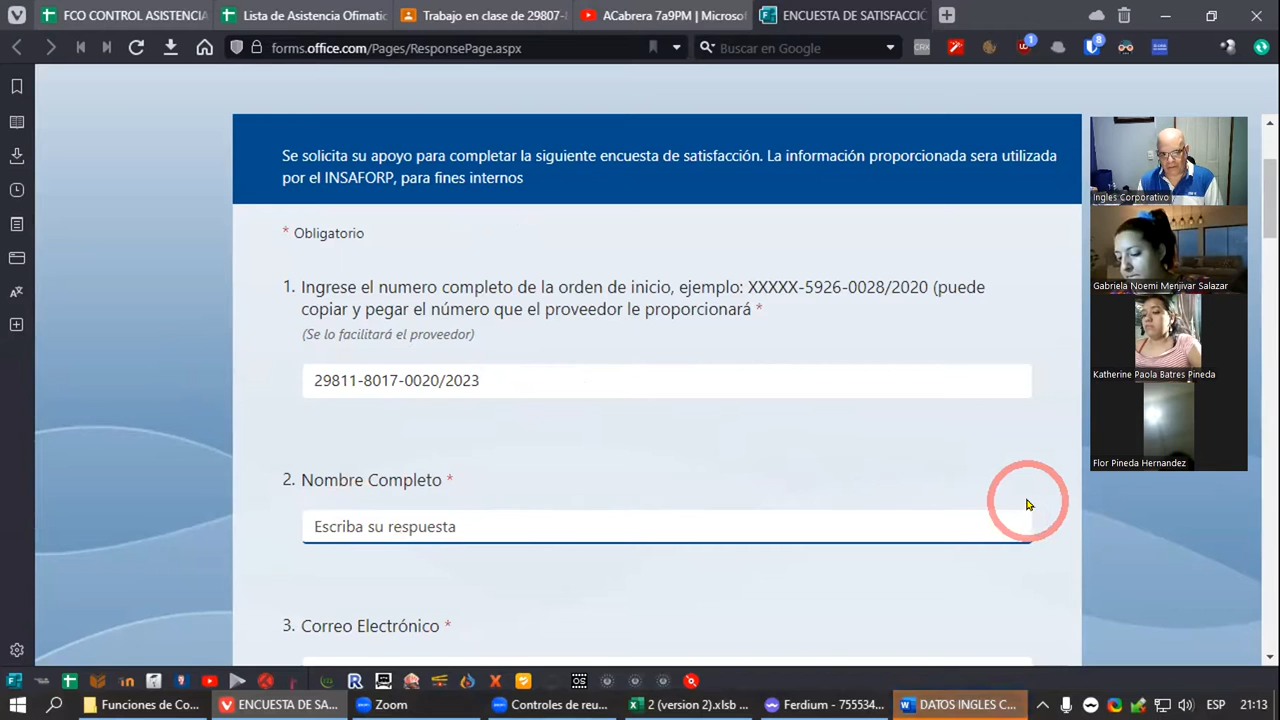 FCO CONTROL ASISTENCIA
Lista de Asistencia Ofimatic
Trabajo en clase de 29807-8
ACabrera 7a9PM | Microsoft
ENCUESTA DE SATISFACCIÓ
forms.office.com/Pages/ResponsePage.aspx
Buscar en Google
CRX
1
8
Se solicita su apoyo para completar la siguiente encuesta de satisfacción. La información proporcionada sera utilizada
por el INSAFORP, para fines internos
* Obligatorio
1. Ingrese el numero completo de la orden de inicio, ejemplo: XXXXX-5926-0028/2020 (puede
copiar y pegar el número que el proveedor le proporcionará *
(Se lo facilitará el proveedor)
29811-8017-0020/2023
2. Nombre Completo *
Escriba su respuesta
3. Correo Electrónico *
Ingles Corporativo
Gabriela Noemi Menjivar Salazar
Katherine Paola Batres Pineda
Flor Pineda Hernandez
Funciones de Co...
ENCUESTA DE SA...
Zoom
Controles de reu...
2 (version 2).xlsb ...
Ferdium - 755534...
DATOS INGLES C...
ESP
21:13